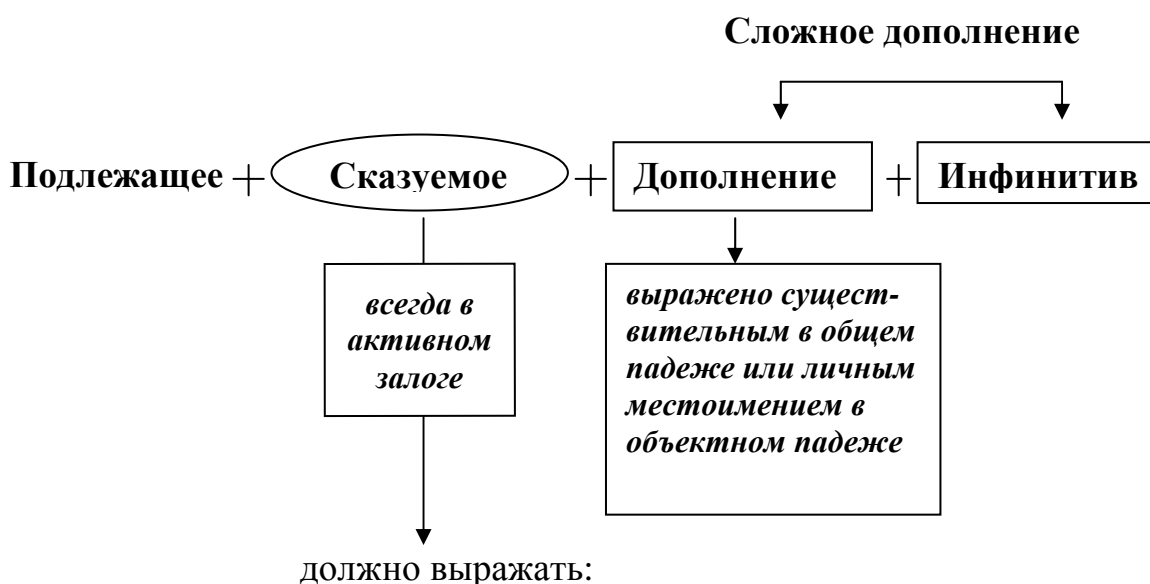 Сложное дополнение
Подлежащее + Сказуемое + Дополнение + Инфинитив
всегда в
активном
залоге
выражено сущест-
вительным в общем
падеже или личным
местоимением в
объектном падеже
должно выражать: